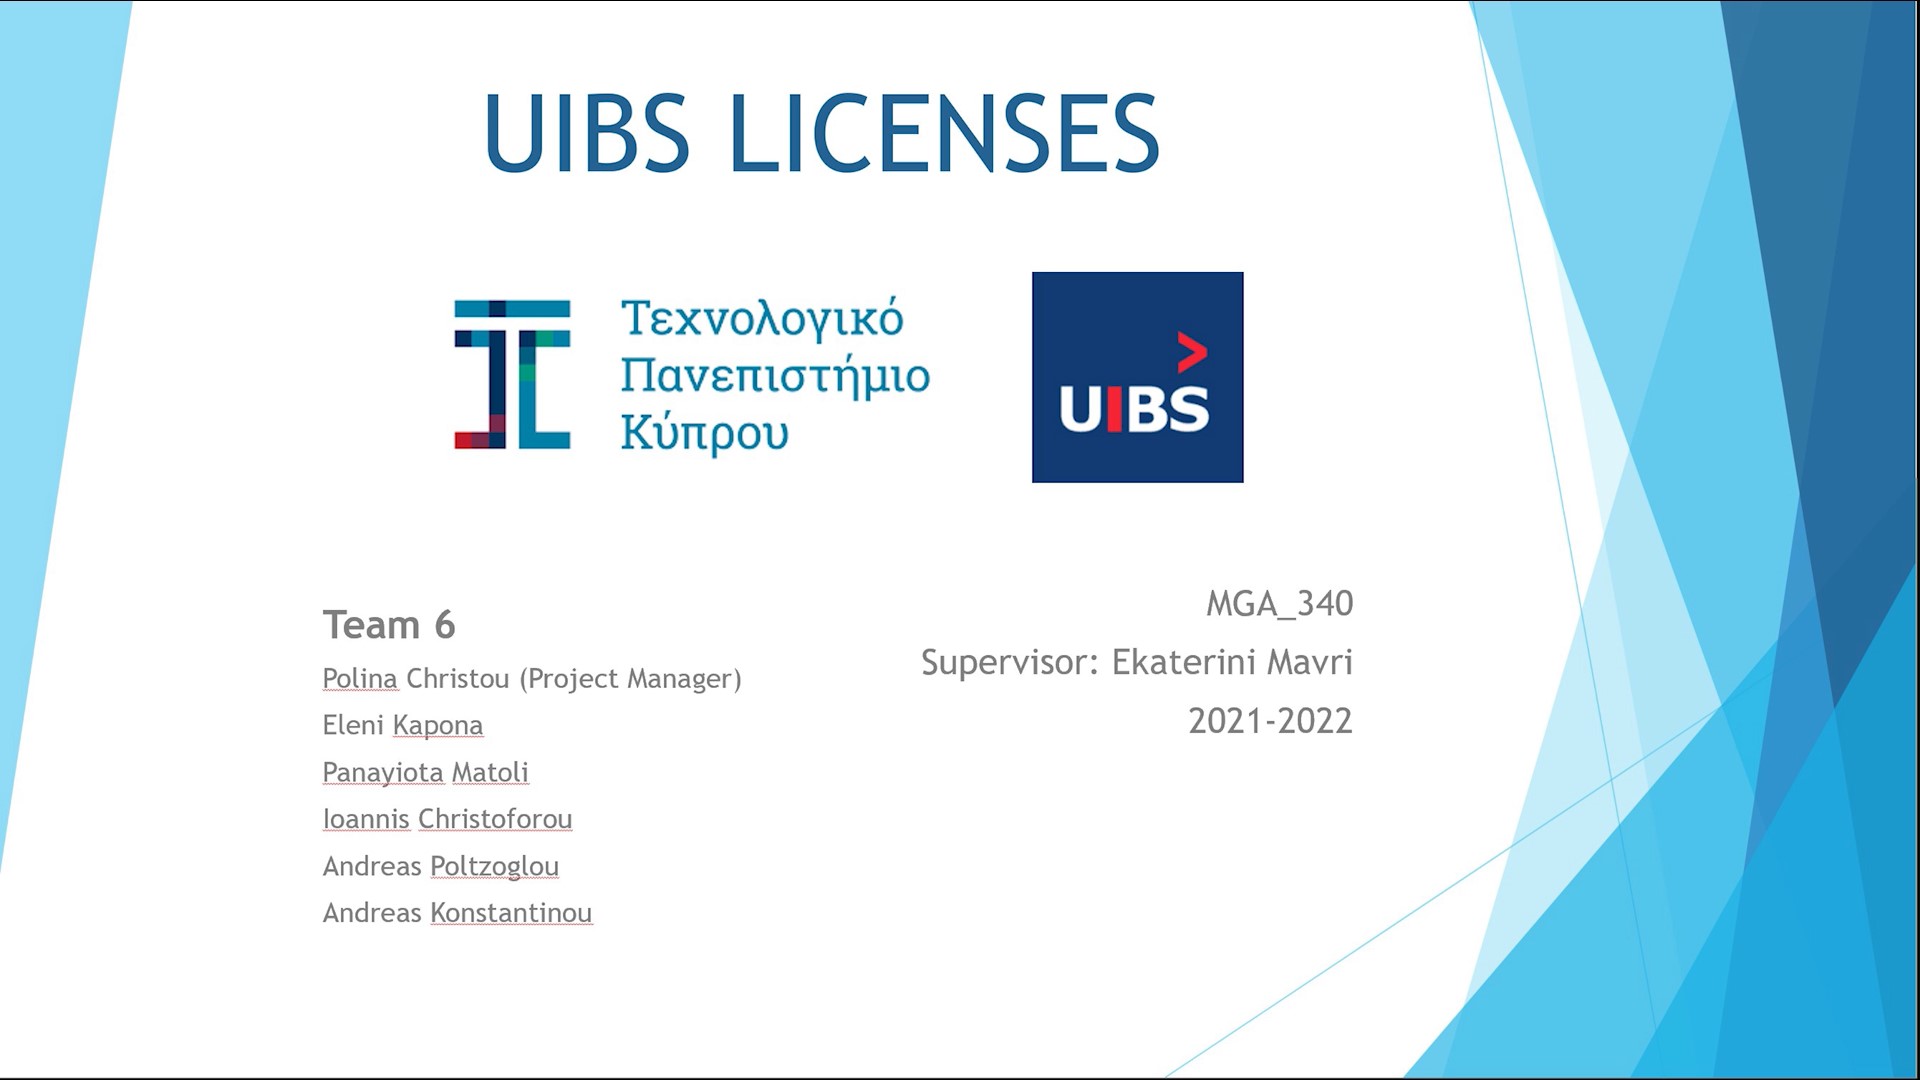 UIBS LICENSES
Τεχνολογικό
Πανεπιστήμιο
Κύπρου
UIBS
Team 6
Polina Christou (Project Manager)
Eleni Kapona
Panayiota Matoli
Ioannis Christoforou
Andreas Poltzoglou
Andreas Konstantinou
MGA_340
Supervisor: Ekaterini Mavri
2021-2022